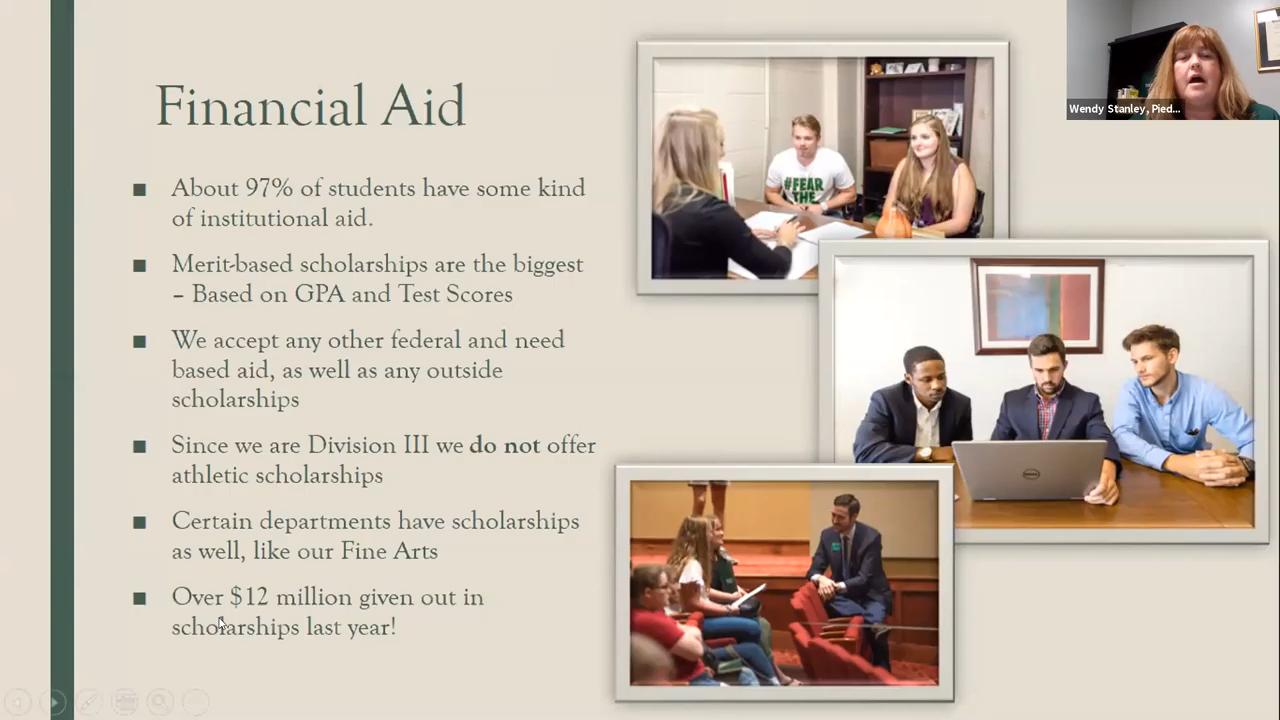 Financial Aid
About 97% of students have some kind
of institutional aid.
Merit-based scholarships are the biggest
– Based on GPA and Test Scores
We accept any other federal and need
based aid, as well as any outside
scholarships
Since we are Division III we do not offer
athletic scholarships
Certain departments have scholarships
as well, like our Fine Arts
Over $12 million given out in
scholarships last year!
#FEAR
THE
DELL
Wendy Stanley, Pied...